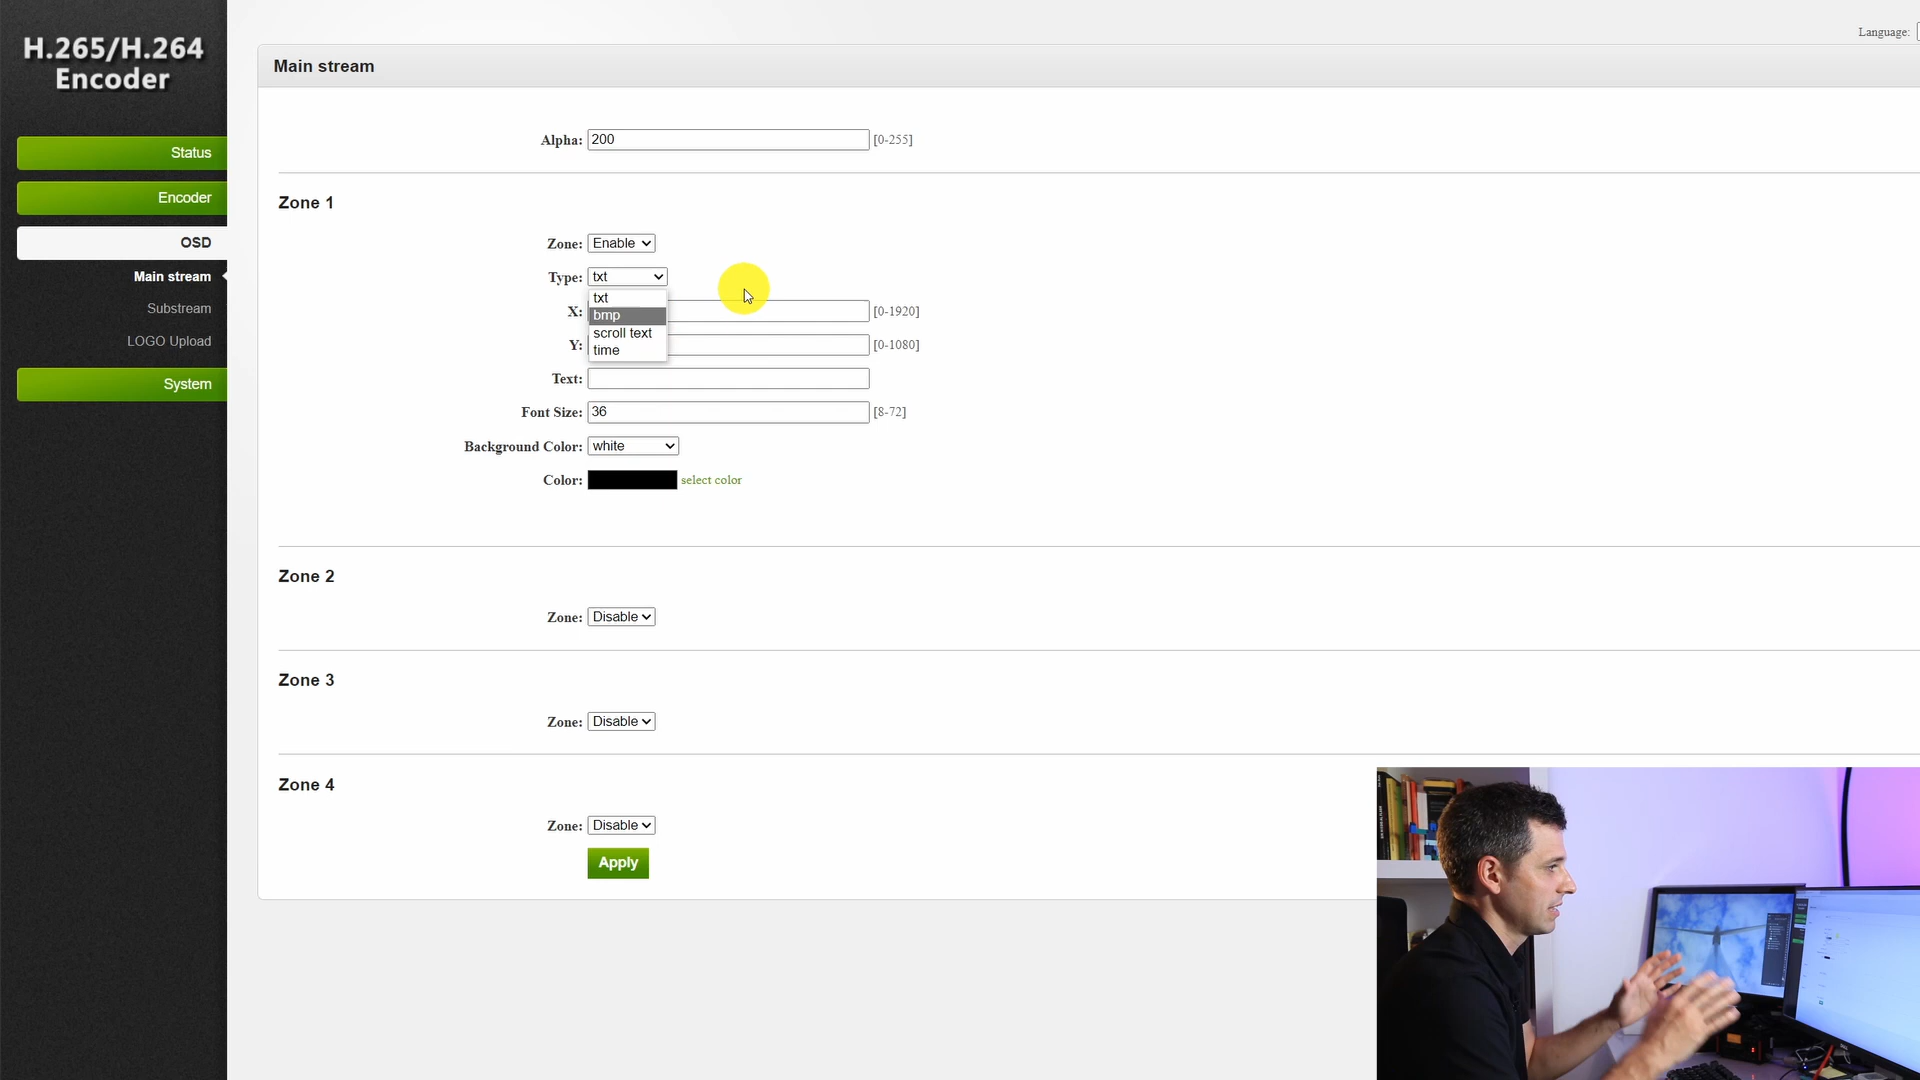 H.265/H.264
Encoder
Status
Encoder
OSD
Main stream
Substream
LOGO Upload
System
Language:
Main stream
Alpha: 200 [0-255]
Zone 1
Zone: Enable
Type: txt
txt
bmp
scroll text
time
X: [0-1920]
Y: [0-1080]
Text:
Font Size: 36 [8-72]
Background Color: white
Color: select color
Zone 2
Zone: Disable
Zone 3
Zone: Disable
Zone 4
Zone: Disable
Apply